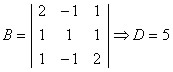 B = | 2 -1 1 |
| 1 1 1 | ⇒ D = 5
| 1 -1 2 |